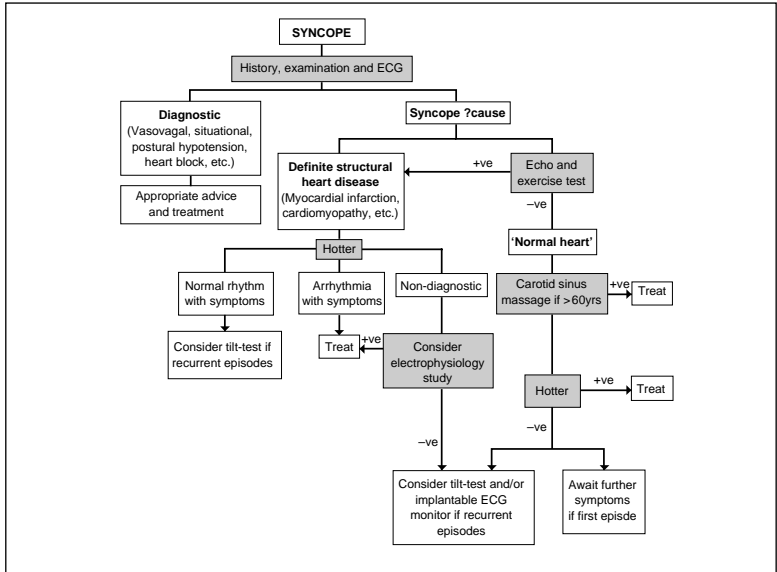 SYNCOPE
History, examination and ECG
Diagnostic
(Vasovagal, situational,
postural hypotension,
heart block, etc.)
Appropriate advice
and treatment
Syncope ?cause
Definite structural
heart disease
(Myocardial infarction,
cardiomyopathy, etc.)
+ve
Echo and
exercise test
–ve
'Normal heart'
Hotter
Normal rhythm
with symptoms
Arrhythmia
with symptoms
Non-diagnostic
Carotid sinus
massage if >60yrs
+ve
Treat
Consider tilt-test if
recurrent episodes
Treat
+ve
Consider
electrophysiology
study
Hotter
+ve
Treat
–ve
–ve
Consider tilt-test and/or
implantable ECG
monitor if recurrent
episodes
Await further
symptoms
if first episde